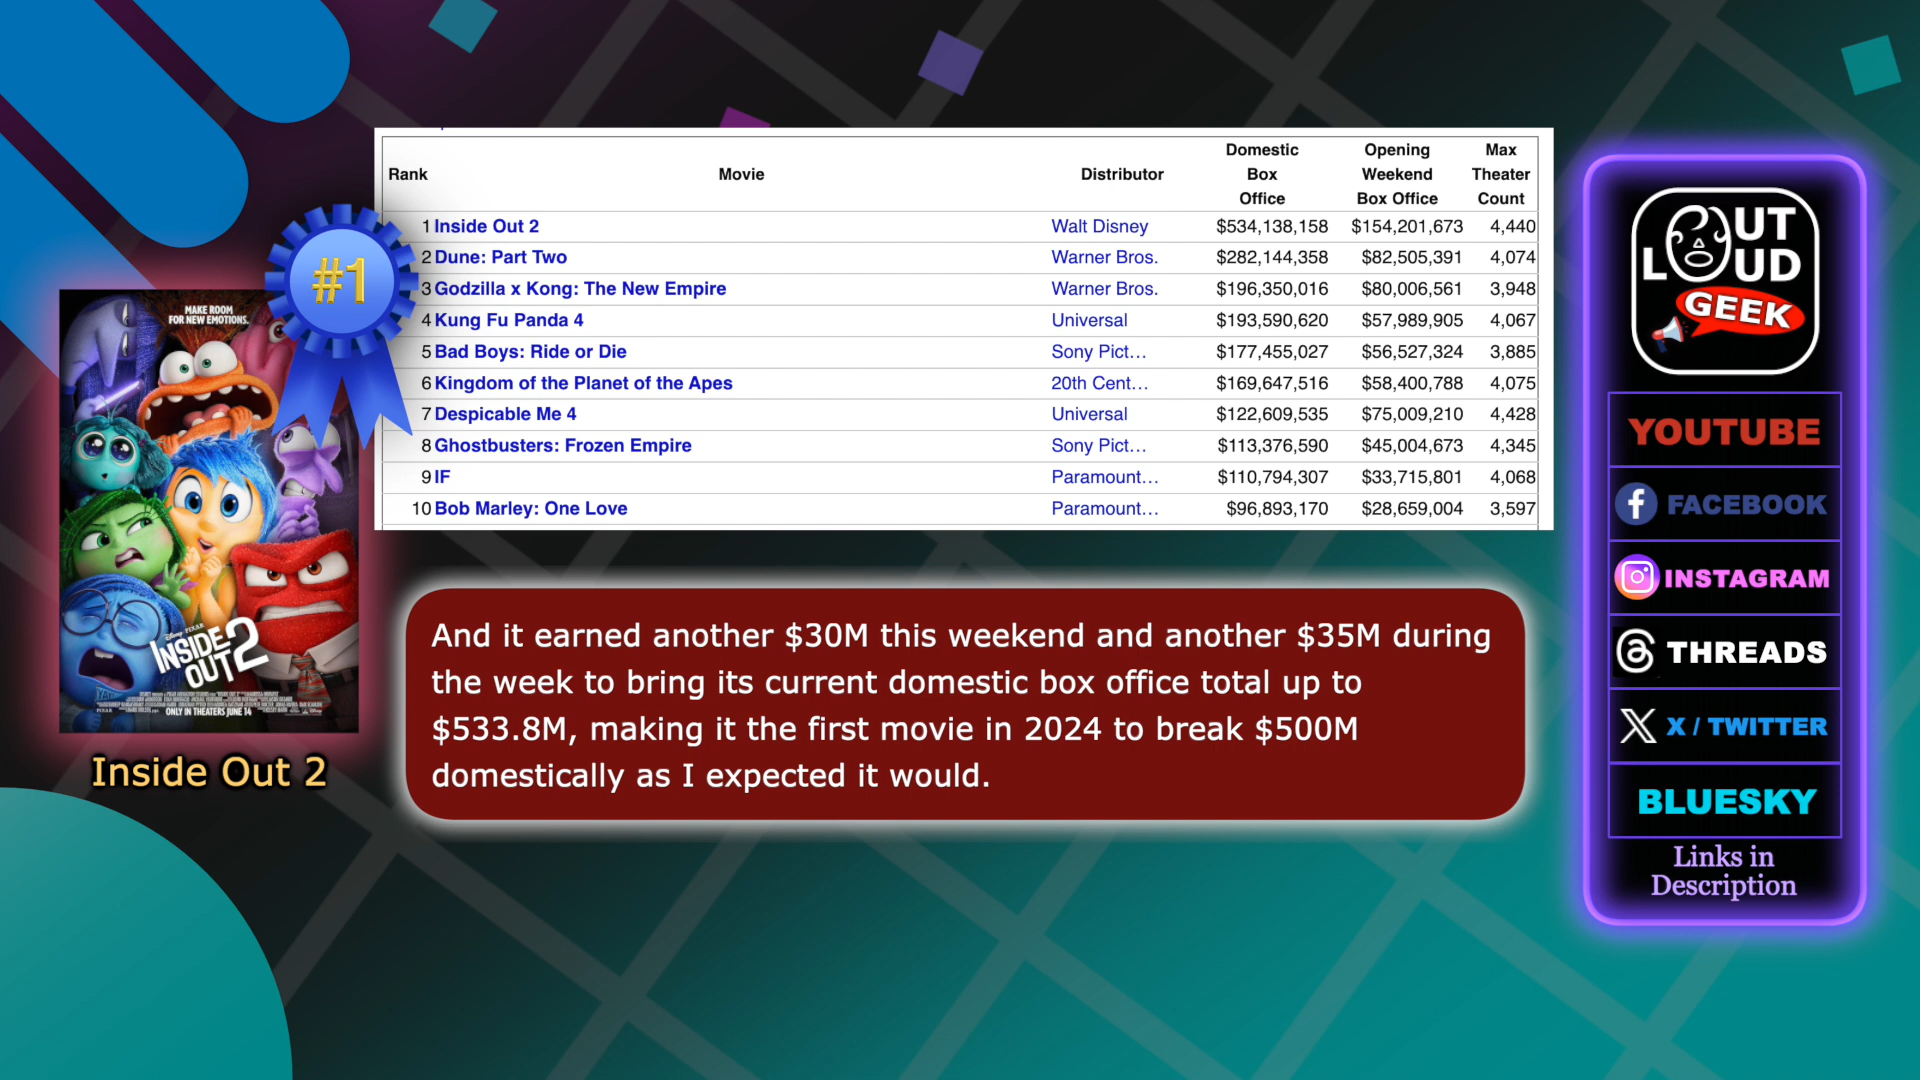 Rank Movie Distributor Domestic Box Office Opening Weekend Box Office Max Theater Count
1 Inside Out 2 Walt Disney $534,138,158 $154,201,673 4,440
2 Dune: Part Two Warner Bros. $282,144,358 $82,505,391 4,074
3 Godzilla x Kong: The New Empire Warner Bros. $196,350,016 $80,006,561 3,948
4 Kung Fu Panda 4 Universal $193,590,620 $57,989,905 4,067
5 Bad Boys: Ride or Die Sony Pict... $177,455,027 $56,527,324 3,885
6 Kingdom of the Planet of the Apes 20th Cent... $169,647,516 $58,400,788 4,075
7 Despicable Me 4 Universal $122,609,535 $75,009,210 4,428
8 Ghostbusters: Frozen Empire Sony Pict... $113,376,590 $45,004,673 4,345
9 IF Paramount... $110,794,307 $33,715,801 4,068
10 Bob Marley: One Love Paramount... $96,893,170 $28,659,004 3,597
#1
MAKE ROOM
FOR NEW EMOTIONS.
Disney PIXAR
INSIDE
OUT 2
ONLY IN THEATERS JUNE 14
Inside Out 2
And it earned another $30M this weekend and another $35M during
the week to bring its current domestic box office total up to
$533.8M, making it the first movie in 2024 to break $500M
domestically as I expected it would.
OUT
LOUD
GEEK
YOUTUBE
FACEBOOK
INSTAGRAM
THREADS
X / TWITTER
BLUESKY
Links in
Description